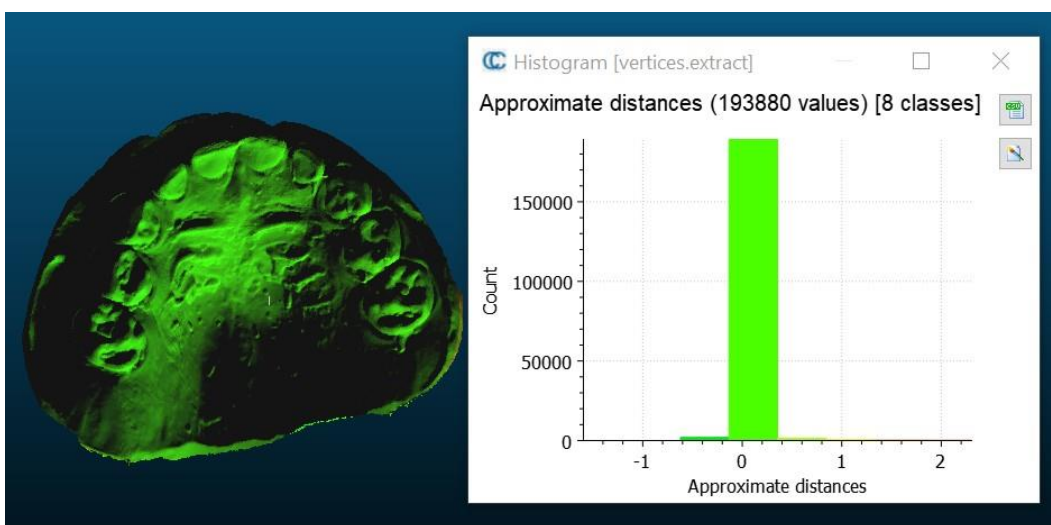 Histogram [vertices.extract]
Approximate distances (193880 values) [8 classes]
150000
100000
50000
0
Count
-1 0 1 2
Approximate distances